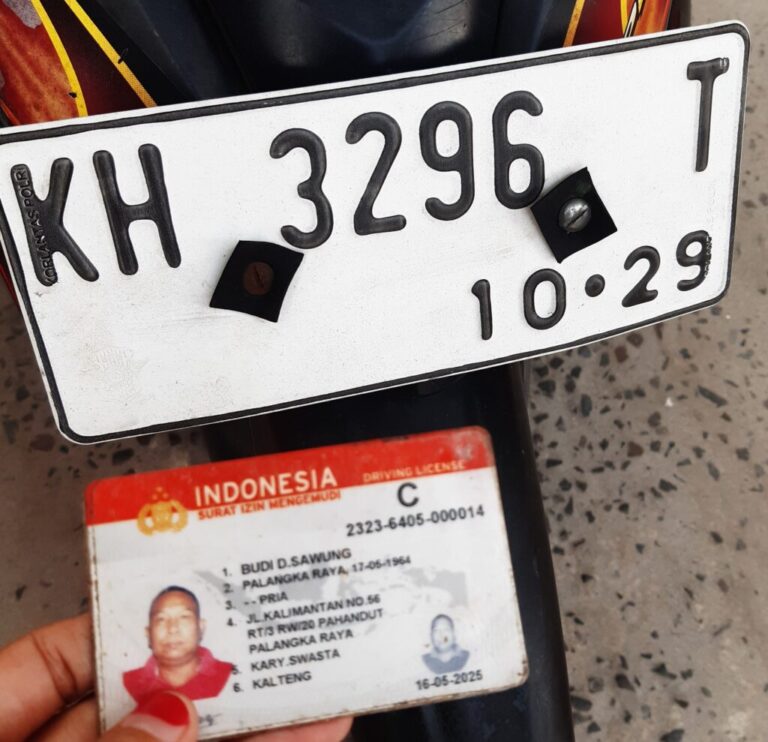 KH 3296 T
KORLANTAS POLRI
10•29
INDONESIA
DRIVING LICENSE
SURAT IZIN MENGEMUDI
C
2323-6405-000014
1. BUDI D.SAWUNG
2. PALANGKA RAYA, 17-05-1964
3. - - PRIA
4. JL.KALIMANTAN NO 56
RT/3 RW/20 PAHANDUT
PALANGKA RAYA
5. KARY.SWASTA
6. KALTENG
16-05-2025